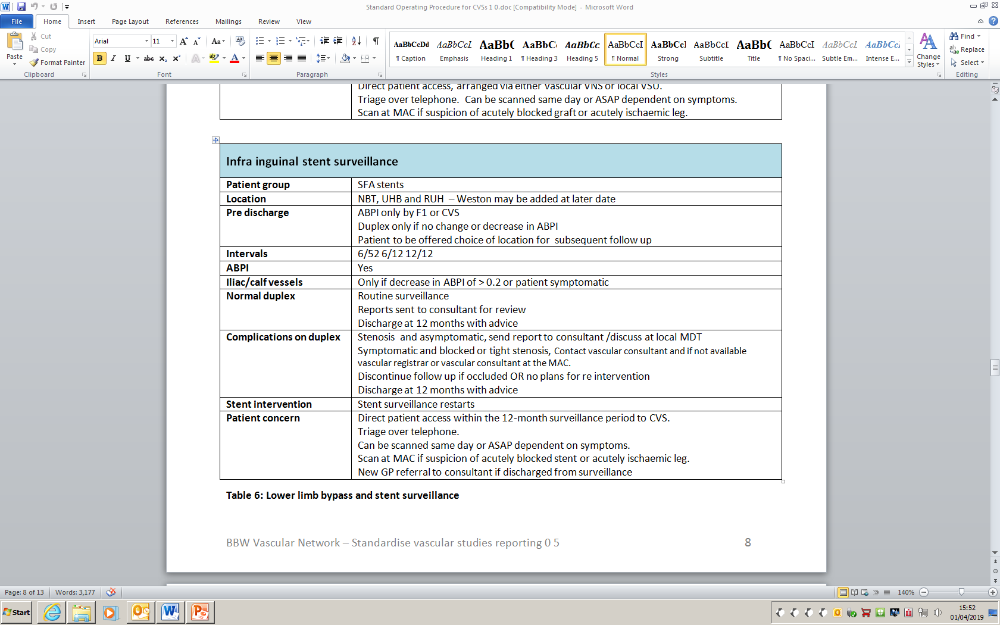 Standard Operating Procedure for CVSs 1 0.doc [Compatibility Mode] - Microsoft Word
File Home Insert Page Layout References Mailings Review View
Paste
Cut
Copy
Format Painter
Clipboard
Arial 11
Font
Paragraph
AaBbCcDd AaBbCcI AaBb( AaBbC AaBbCc AaBbCcI AaBbCcI AaBbCcI AaBb( AaBbCcI AaBbCcI AaBbCcI
¶ Caption Emphasis Heading 1 ¶ Heading 3 Heading 5 ¶ Normal Strong Subtitle Title ¶ No Spaci... Subtle Em... Intense E...
Styles
Change Styles
Find
Replace
Select
Editing
Direct patient access, arranged via either vascular VNS or local VSU.
Triage over telephone. Can be scanned same day or ASAP dependent on symptoms.
Scan at MAC if suspicion of acutely blocked graft or acutely ischaemic leg.
Infra inguinal stent surveillance
Patient group SFA stents
Location NBT, UHB and RUH – Weston may be added at later date
Pre discharge ABPI only by F1 or CVS
Duplex only if no change or decrease in ABPI
Patient to be offered choice of location for subsequent follow up
Intervals 6/52 6/12 12/12
ABPI Yes
Iliac/calf vessels Only if decrease in ABPI of > 0.2 or patient symptomatic
Normal duplex Routine surveillance
Reports sent to consultant for review
Discharge at 12 months with advice
Complications on duplex Stenosis and asymptomatic, send report to consultant /discuss at local MDT
Symptomatic and blocked or tight stenosis, Contact vascular consultant and if not available
vascular registrar or vascular consultant at the MAC.
Discontinue follow up if occluded OR no plans for re intervention
Discharge at 12 months with advice
Stent intervention Stent surveillance restarts
Patient concern Direct patient access within the 12-month surveillance period to CVS.
Triage over telephone.
Can be scanned same day or ASAP dependent on symptoms.
Scan at MAC if suspicion of acutely blocked stent or acutely ischaemic leg.
New GP referral to consultant if discharged from surveillance
Table 6: Lower limb bypass and stent surveillance
BBW Vascular Network – Standardise vascular studies reporting 0 5 8
Page: 8 of 13 Words: 3,177 140%
Start 15:52
01/04/2019